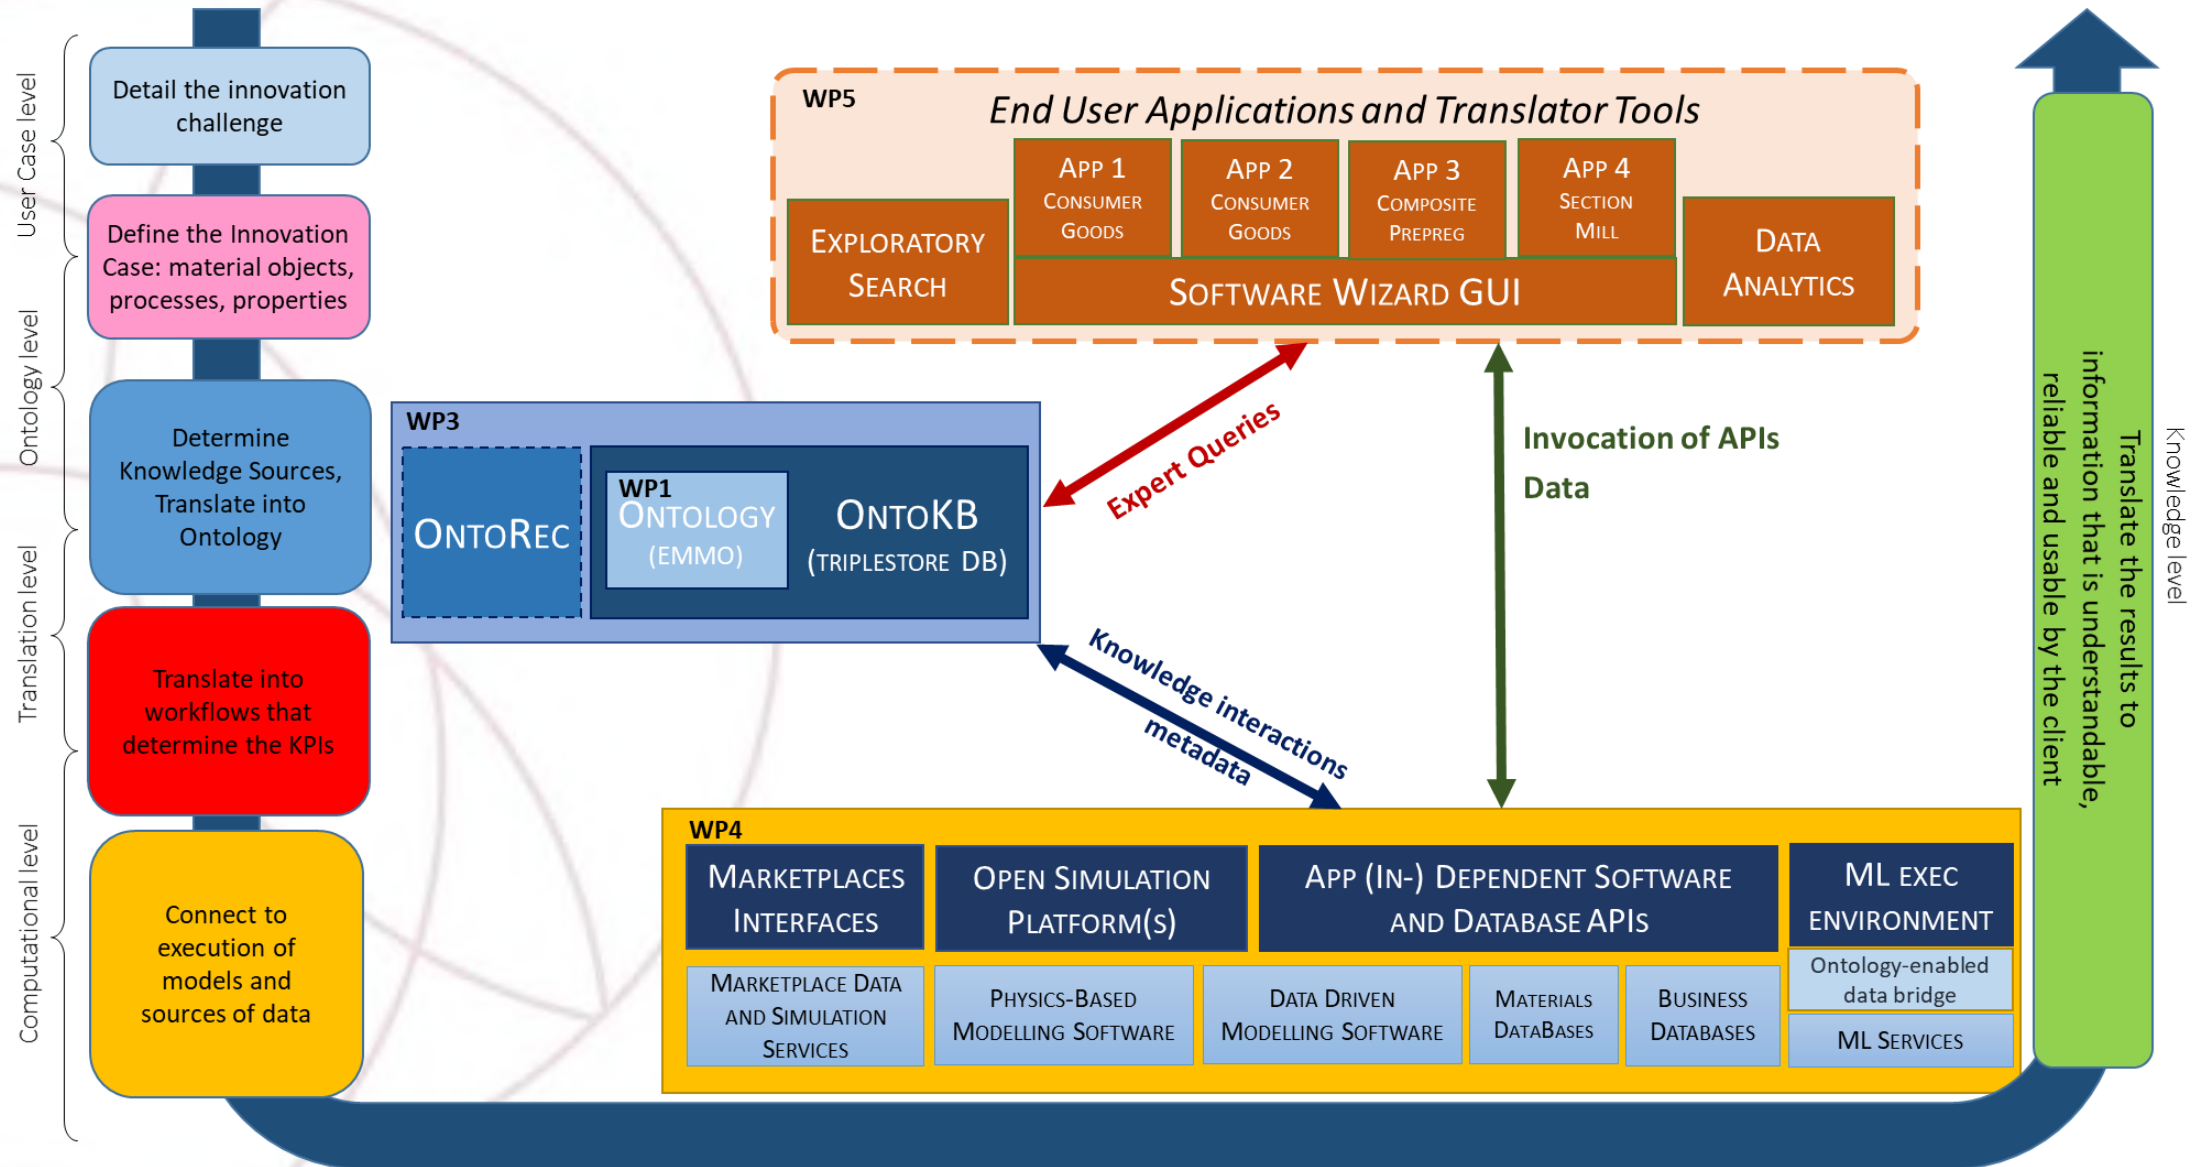 User Case level
Ontology level
Translation level
Computational level
Detail the innovation
challenge
Define the Innovation
Case: material objects,
processes, properties
Determine
Knowledge Sources,
Translate into
Ontology
Translate into
workflows that
determine the KPIs
Connect to
execution of
models and
sources of data
WP5
End User Applications and Translator Tools
Exploratory
Search
App 1
Consumer
Goods
App 2
Consumer
Goods
App 3
Composite
Prepreg
App 4
Section
Mill
Software Wizard GUI
Data
Analytics
WP3
OntoRec
WP1
Ontology
(EMMO)
OntoKB
(triplestore DB)
Expert Queries
Invocation of APIs
Data
Knowledge interactions
metadata
WP4
Marketplaces
Interfaces
Open Simulation
Platform(s)
App (In-) Dependent Software
and Database APIs
ML exec
environment
Marketplace Data
and Simulation
Services
Physics-Based
Modelling Software
Data Driven
Modelling Software
Materials
DataBases
Business
Databases
Ontology-enabled
data bridge
ML Services
Translate the results to
information that is understandable,
reliable and usable by the client
Knowledge level